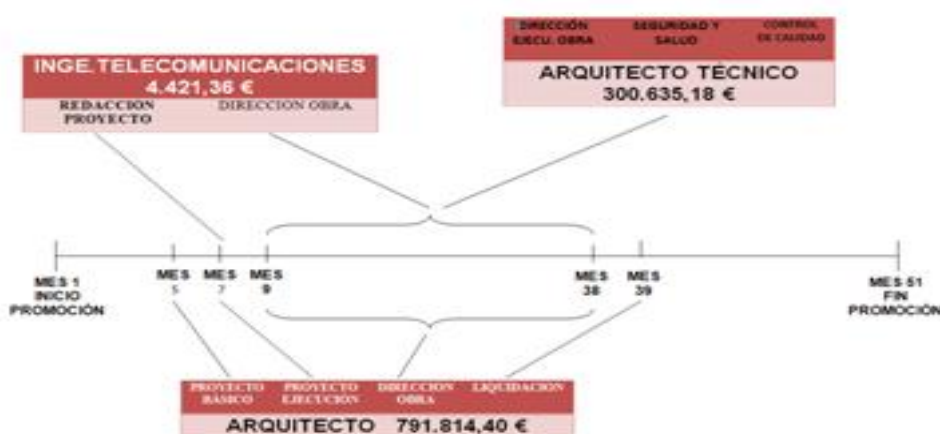 INGE. TELECOMUNICACIONES
4.421,36 €
REDACCION
PROYECTO
DIRECCION OBRA
DIRECCIÓN
EJECU. OBRA
SEGURIDAD Y
SALUD
CONTROL
DE CALIDAD
ARQUITECTO TÉCNICO
300.635,18 €
MES 1
INICIO
PROMOCIÓN
MES
5
MES
7
MES
9
MES
38
MES
39
MES 51
FIN
PROMOCIÓN
PROYECTO
BÁSICO
PROYECTO
EJECUCIÓN
DIRECCION
OBRA
LIQUIDACION
ARQUITECTO 791.814,40 €